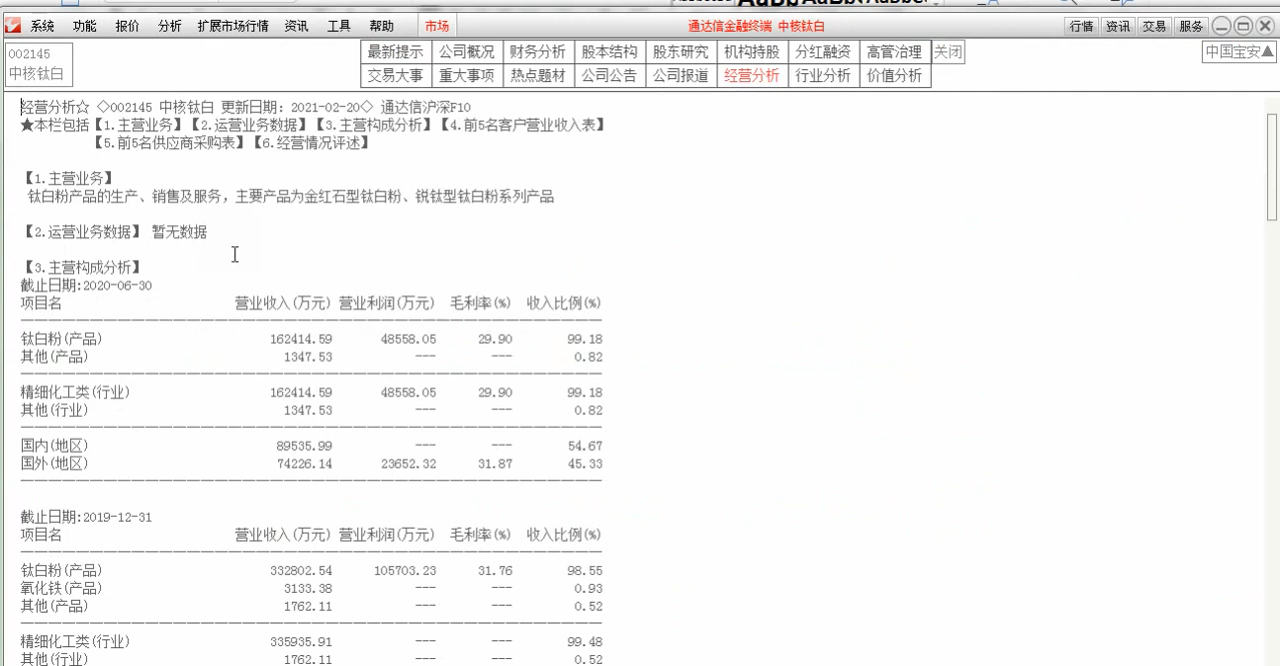 系统 功能 报价 分析 扩展市场行情 资讯 工具 帮助 市场 通达信金融终端 中核钛白 行情 资讯 交易 服务
002145
中核钛白
最新提示 公司概况 财务分析 股本结构 股东研究 机构持股 分红融资 高管治理 关闭
交易大事 重大事项 热点题材 公司公告 公司报道 经营分析 行业分析 价值分析
中国宝安▲
经营分析☆ ◇002145 中核钛白 更新日期: 2021-02-20◇ 通达信沪深F10
★本栏包括【1.主营业务】【2.运营业务数据】【3.主营构成分析】【4.前5名客户营业收入表】
【5.前5名供应商采购表】【6.经营情况评述】
【1.主营业务】
钛白粉产品的生产、销售及服务，主要产品为金红石型钛白粉、锐钛型钛白粉系列产品
【2.运营业务数据】 暂无数据
【3.主营构成分析】
截止日期:2020-06-30
项目名 营业收入(万元) 营业利润(万元) 毛利率(%) 收入比例(%)
钛白粉(产品) 162414.59 48558.05 29.90 99.18
其他(产品) 1347.53 --- --- 0.82
精细化工类(行业) 162414.59 48558.05 29.90 99.18
其他(行业) 1347.53 --- --- 0.82
国内(地区) 89535.99 --- --- 54.67
国外(地区) 74226.14 23652.32 31.87 45.33
截止日期:2019-12-31
项目名 营业收入(万元) 营业利润(万元) 毛利率(%) 收入比例(%)
钛白粉(产品) 332802.54 105703.23 31.76 98.55
氧化铁(产品) 3133.38 --- --- 0.93
其他(产品) 1762.11 --- --- 0.52
精细化工类(行业) 335935.91 --- --- 99.48
其他(行业) 1762.11 --- --- 0.52